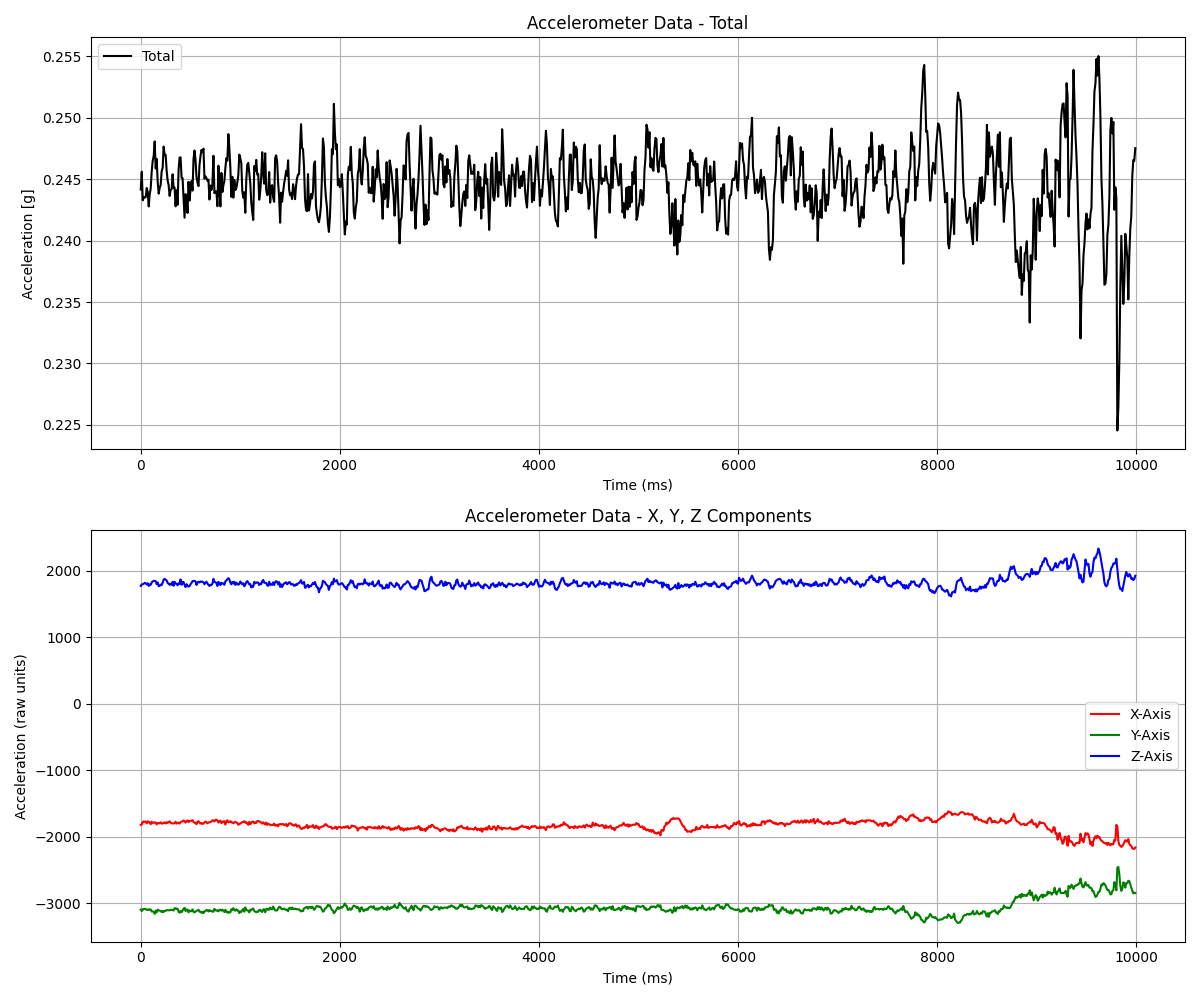 Accelerometer Data - Total
Total
0.255
0.250
0.245
0.240
0.235
0.230
0.225
Acceleration [g]
0 2000 4000 6000 8000 10000
Time (ms)
Accelerometer Data - X, Y, Z Components
2000
1000
0
−1000
−2000
−3000
Acceleration (raw units)
X-Axis
Y-Axis
Z-Axis
0 2000 4000 6000 8000 10000
Time (ms)